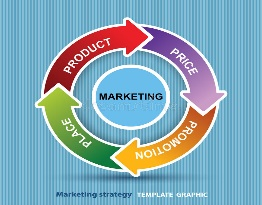 PRODUCT
PRICE
MARKETING
PLACE
PROMOTION
Marketing strategy TEMPLATE GRAPHIC